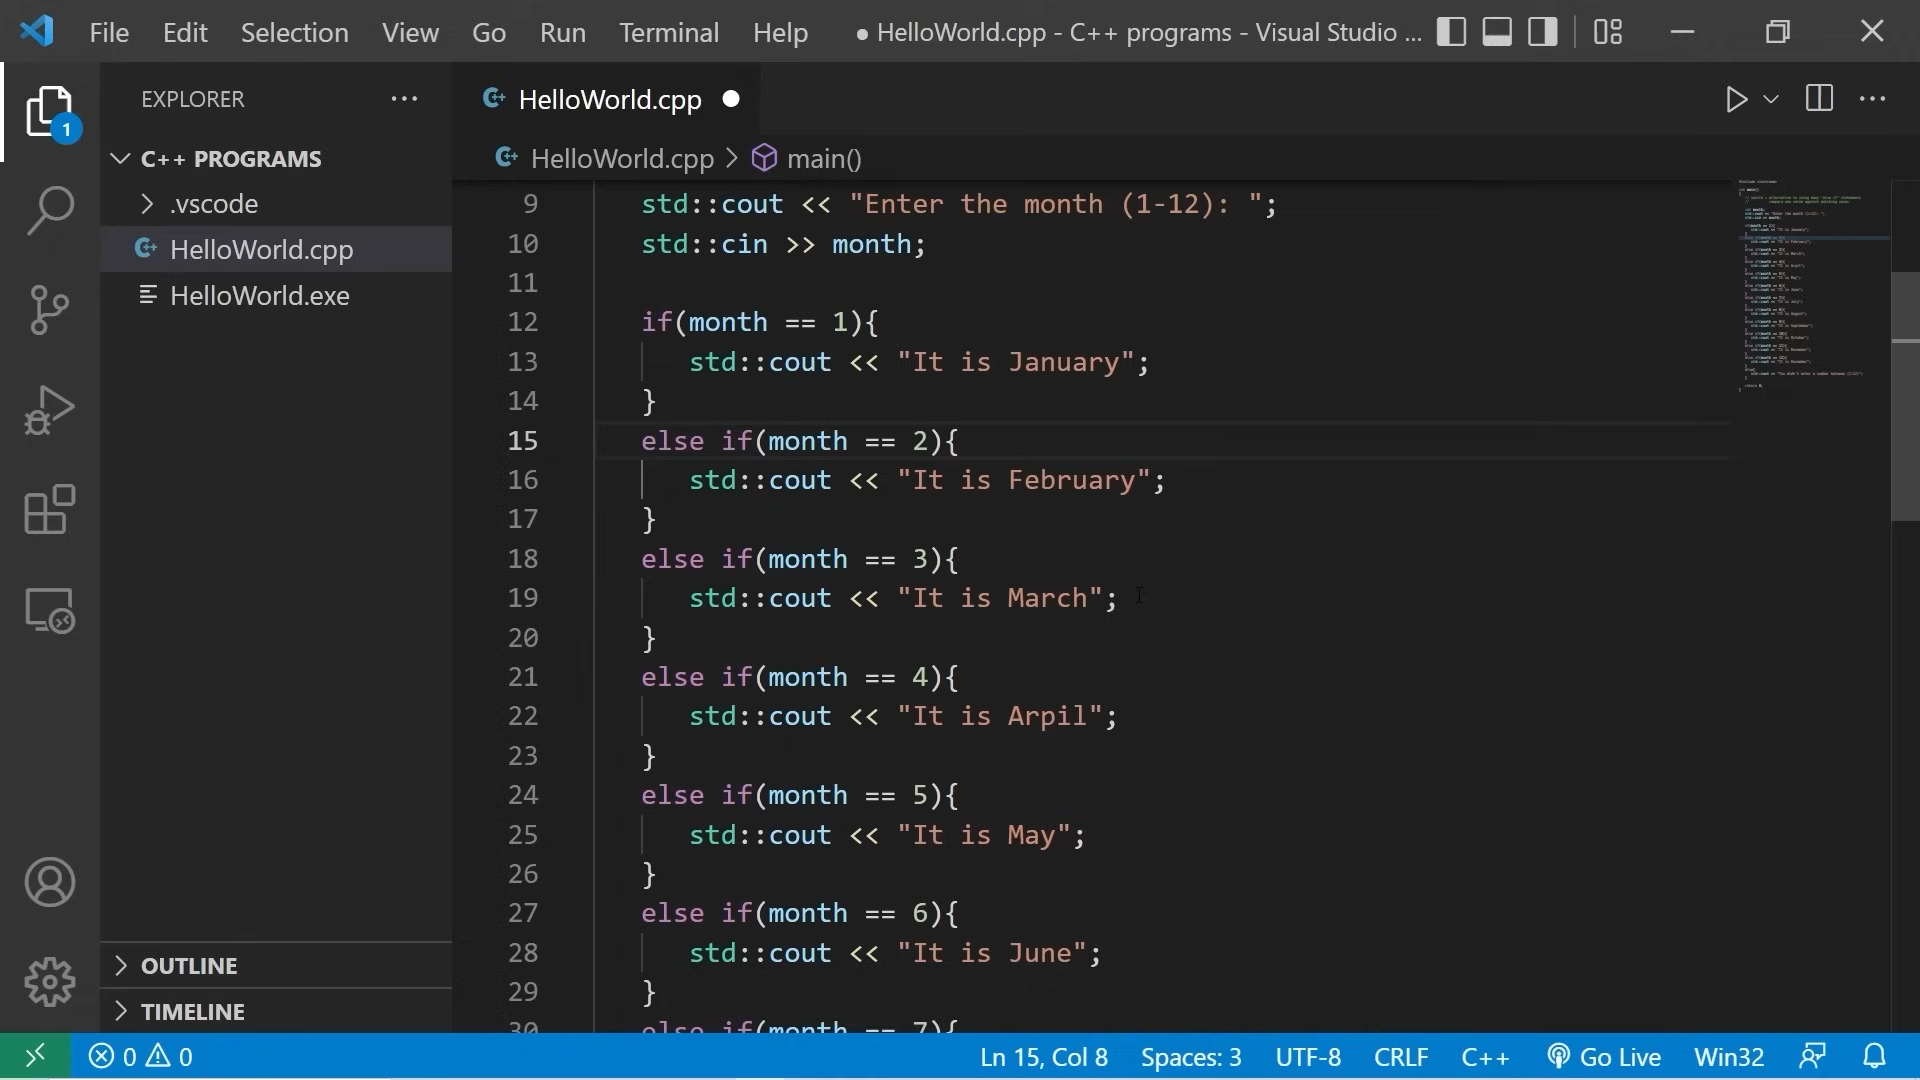 File Edit Selection View Go Run Terminal Help ● HelloWorld.cpp - C++ programs - Visual Studio ...
EXPLORER ...
HelloWorld.cpp
1
C++ PROGRAMS
HelloWorld.cpp > main()
.vscode
HelloWorld.cpp
HelloWorld.exe
9 std::cout << "Enter the month (1-12): ";
10 std::cin >> month;
11
12 if(month == 1){
13 std::cout << "It is January";
14 }
15 else if(month == 2){
16 std::cout << "It is February";
17 }
18 else if(month == 3){
19 std::cout << "It is March";
20 }
21 else if(month == 4){
22 std::cout << "It is Arpil";
23 }
24 else if(month == 5){
25 std::cout << "It is May";
26 }
27 else if(month == 6){
28 std::cout << "It is June";
29 }
30 else if(month == 7){
OUTLINE
TIMELINE
0 0 Ln 15, Col 8 Spaces: 3 UTF-8 CRLF C++ Go Live Win32